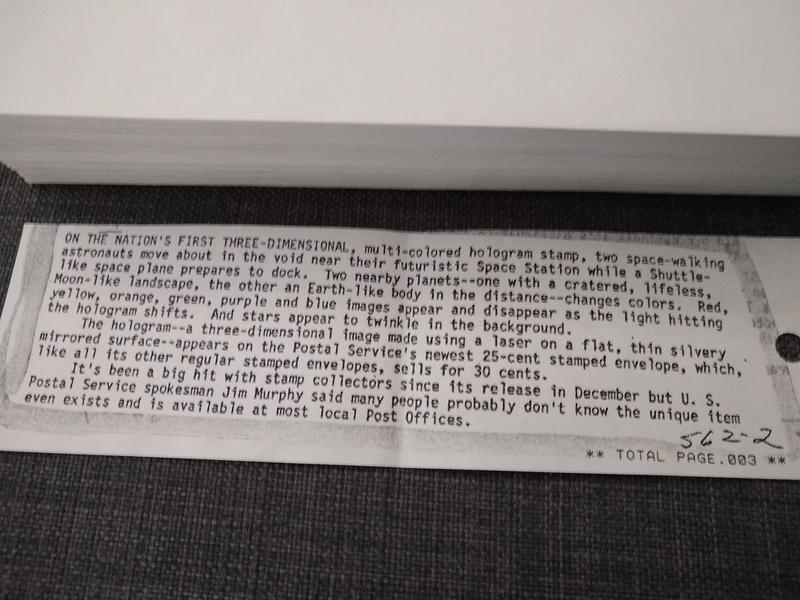 ON THE NATION'S FIRST THREE-DIMENSIONAL, multi-colored hologram stamp, two space-walking
astronauts move about in the void near their futuristic Space Station while a Shuttle-
like space plane prepares to dock. Two nearby planets--one with a cratered, lifeless,
Moon-like landscape, the other an Earth-like body in the distance--changes colors. Red,
yellow, orange, green, purple and blue images appear and disappear as the light hitting
the hologram shifts. And stars appear to twinkle in the background.
The hologram--a three-dimensional image made using a laser on a flat, thin silvery
mirrored surface--appears on the Postal Service's newest 25-cent stamped envelope, which,
like all its other regular stamped envelopes, sells for 30 cents.
It's been a big hit with stamp collectors since its release in December but U. S.
Postal Service spokesman Jim Murphy said many people probably don't know the unique item
even exists and is available at most local Post Offices.
562-2
** TOTAL PAGE.003 **